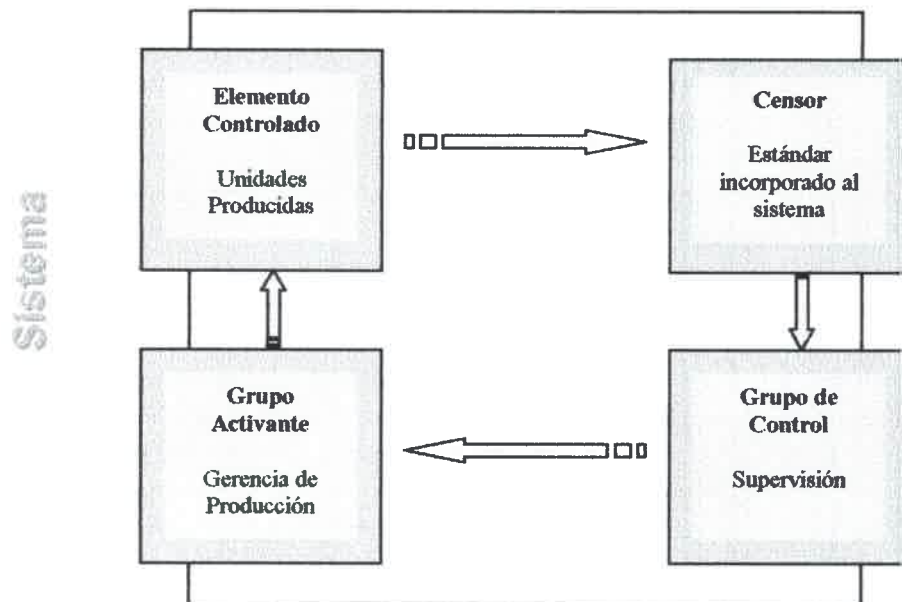 Sistema
Elemento
Controlado
Unidades
Producidas
Censor
Estándar
incorporado al
sistema
Grupo
Activante
Gerencia de
Producción
Grupo de
Control
Supervisión